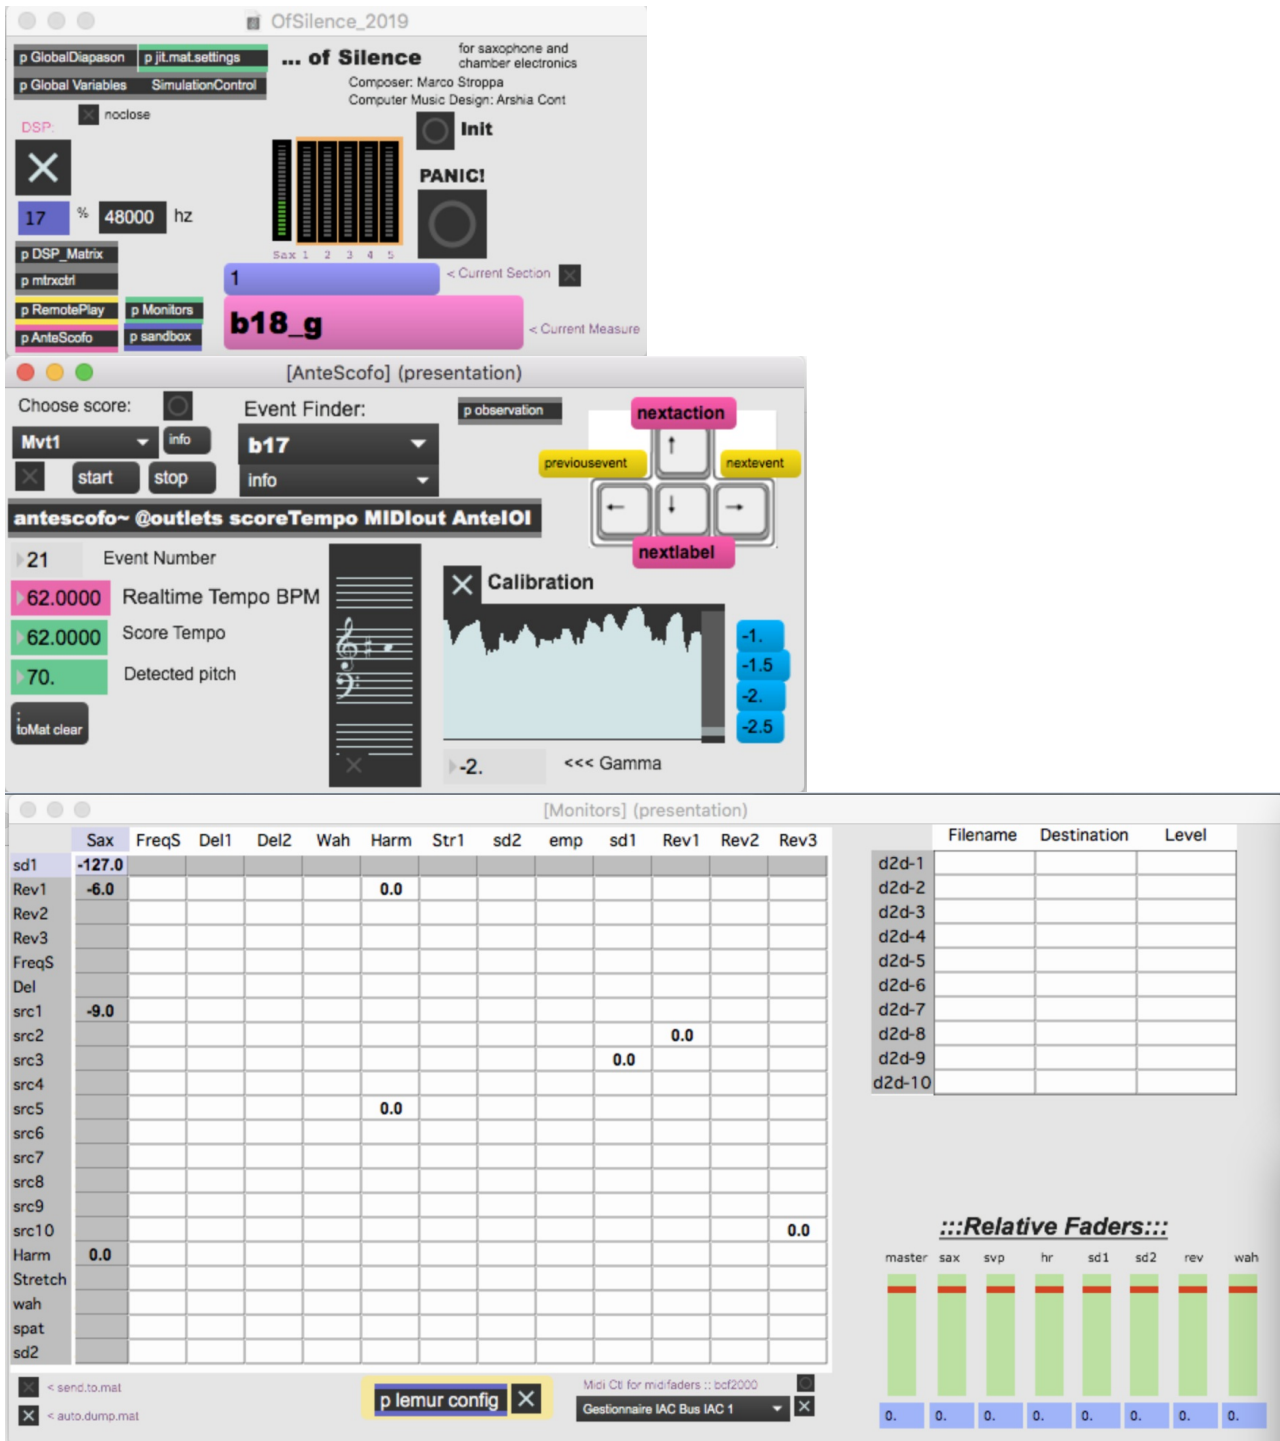 OfSilence_2019
p GlobalDiapason p jit.mat.settings
... of Silence
for saxophone and
chamber electronics
p Global Variables SimulationControl
Composer: Marco Stroppa
Computer Music Design: Arshia Cont
noclose
DSP:
Init
PANIC!
17 % 48000 hz
p DSP_Matrix
Sax 1 2 3 4 5
p mtrxctrl
1
< Current Section
p RemotePlay p Monitors
b18_g
< Current Measure
p AnteScofo p sandbox
[AnteScofo] (presentation)
Choose score:
Event Finder:
p observation
nextaction
Mvt1 info
b17
previousevent
nextevent
start stop
info
antescofo~ @outlets scoreTempo MIDIout AnteIOI
nextlabel
21 Event Number
62.0000 Realtime Tempo BPM
Calibration
62.0000 Score Tempo
-1.
-1.5
70. Detected pitch
-2.
-2.5
toMat clear
-2. <<< Gamma
[Monitors] (presentation)
Sax FreqS Del1 Del2 Wah Harm Str1 sd2 emp sd1 Rev1 Rev2 Rev3
sd1 -127.0
Rev1 -6.0 0.0
Rev2
Rev3
FreqS
Del
src1 -9.0
src2 0.0
src3 0.0
src4
src5 0.0
src6
src7
src8
src9
src10 0.0
Harm 0.0
Stretch
wah
spat
sd2
Filename Destination Level
d2d-1
d2d-2
d2d-3
d2d-4
d2d-5
d2d-6
d2d-7
d2d-8
d2d-9
d2d-10
:::Relative Faders:::
master sax svp hr sd1 sd2 rev wah
0. 0. 0. 0. 0. 0. 0. 0.
< send.to.mat
< auto.dump.mat
p lemur config
Midi Ctl for midifaders :: bcf2000
Gestionnaire IAC Bus IAC 1